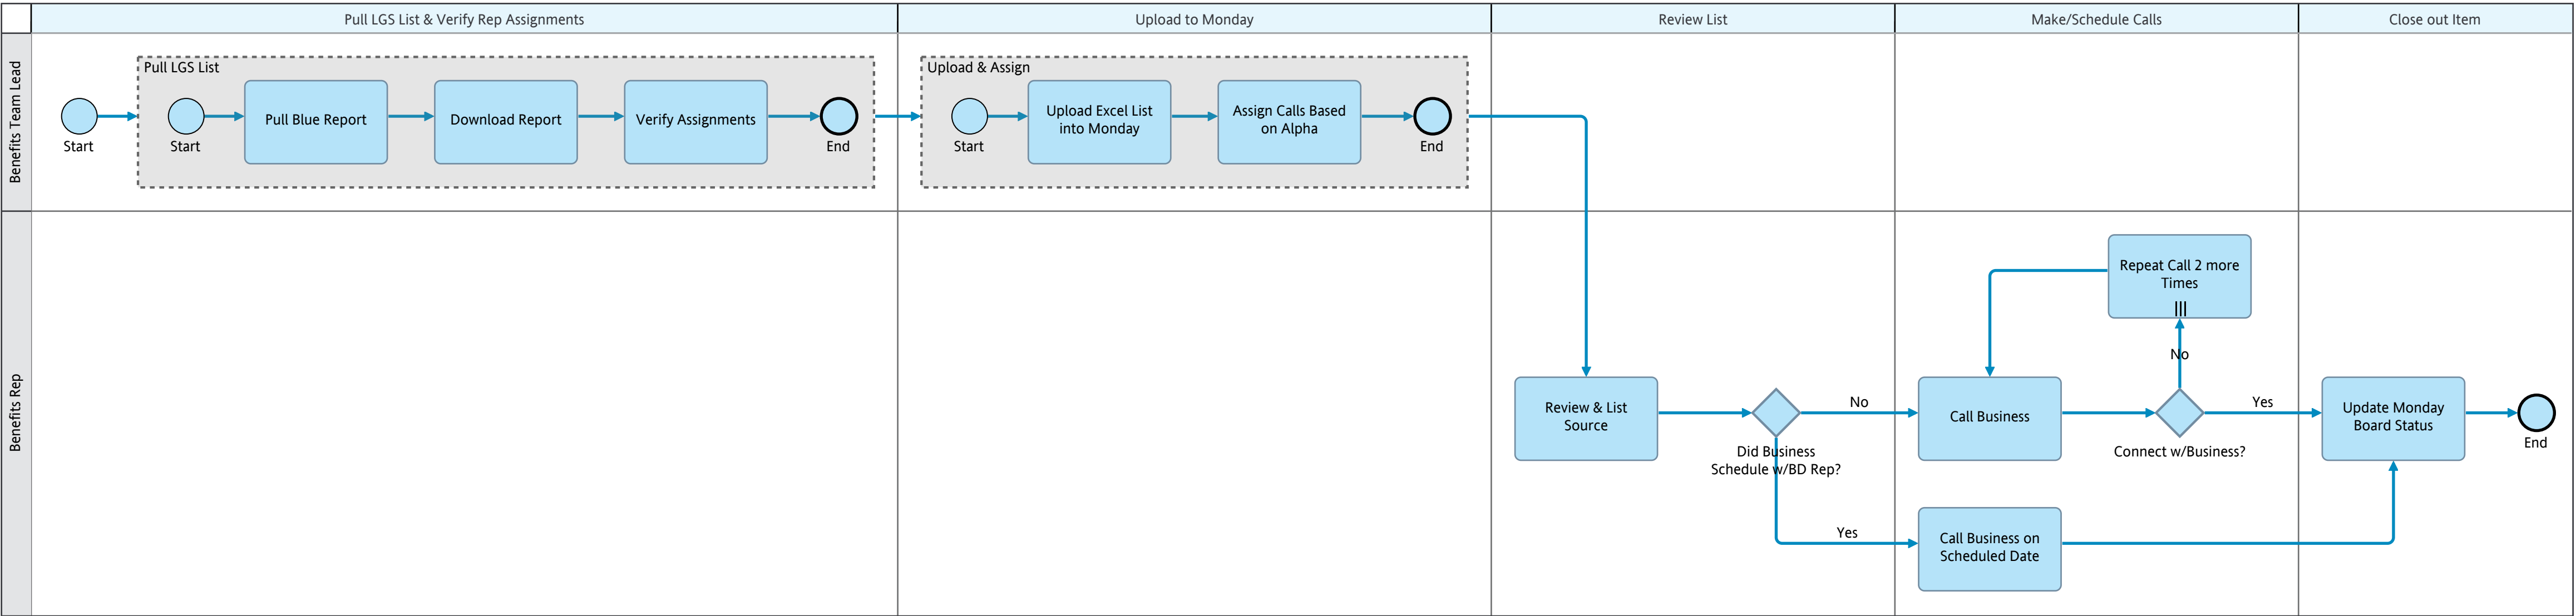 Pull LGS List & Verify Rep Assignments
Upload to Monday
Review List
Make/Schedule Calls
Close out Item
Benefits Team Lead
Start
Pull LGS List
Start
Pull Blue Report
Download Report
Verify Assignments
End
Upload & Assign
Start
Upload Excel List
into Monday
Assign Calls Based
on Alpha
End
Benefits Rep
Review & List
Source
Did Business
Schedule w/BD Rep?
No
Yes
Call Business
Call Business on
Scheduled Date
Connect w/Business?
No
Repeat Call 2 more
Times
Yes
Update Monday
Board Status
End